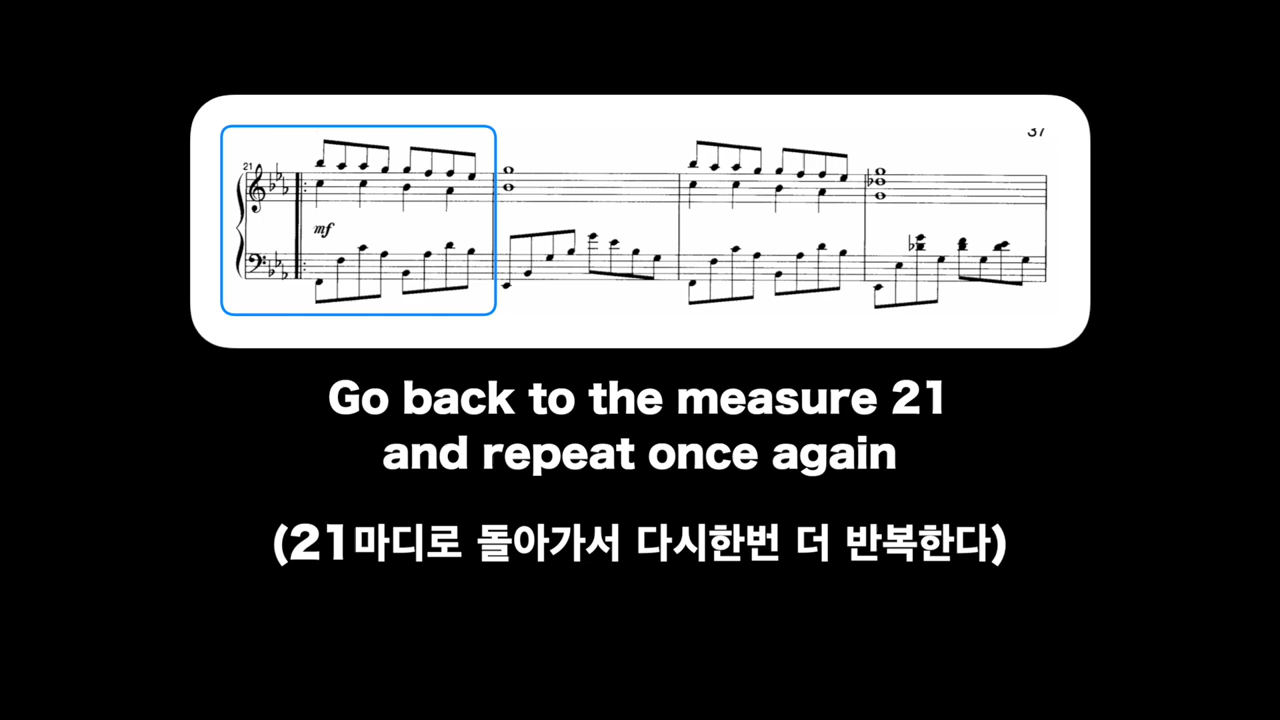 37
21
mf
Go back to the measure 21
and repeat once again
(21마디로 돌아가서 다시한번 더 반복한다)